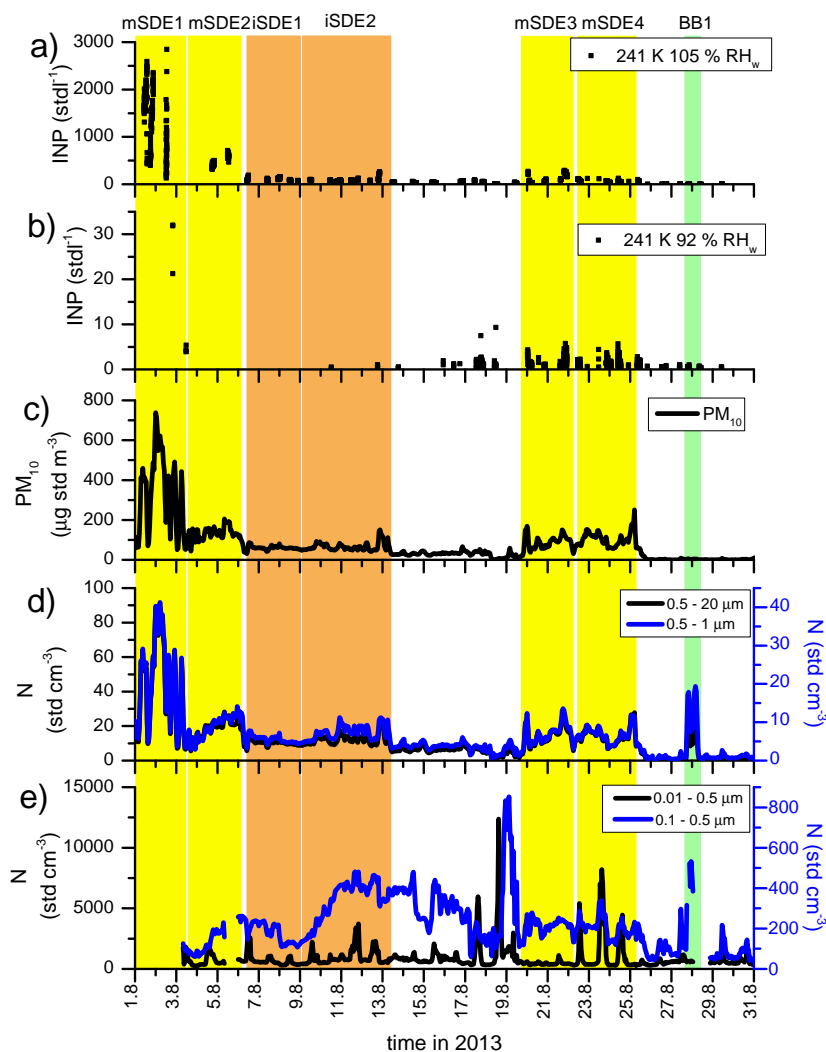 mSDE1 mSDE2 iSDE1 iSDE2 mSDE3 mSDE4 BB1
a)
3000
2000
1000
0
INP (stdl⁻¹)
241 K 105 % RHw
b)
30
20
10
0
INP (stdl⁻¹)
241 K 92 % RHw
c)
800
600
400
200
0
PM₁₀
(µg std m⁻³)
PM₁₀
d)
100
80
60
40
20
0
N
(std cm⁻³)
0.5 - 20 µm
0.5 - 1 µm
40
30
20
10
0
N (std cm⁻³)
e)
15000
10000
5000
0
N
(std cm⁻³)
0.01 - 0.5 µm
0.1 - 0.5 µm
800
600
400
200
0
N (std cm⁻³)
1.8 3.8 5.8 7.8 9.8 11.8 13.8 15.8 17.8 19.8 21.8 23.8 25.8 27.8 29.8 31.8
time in 2013